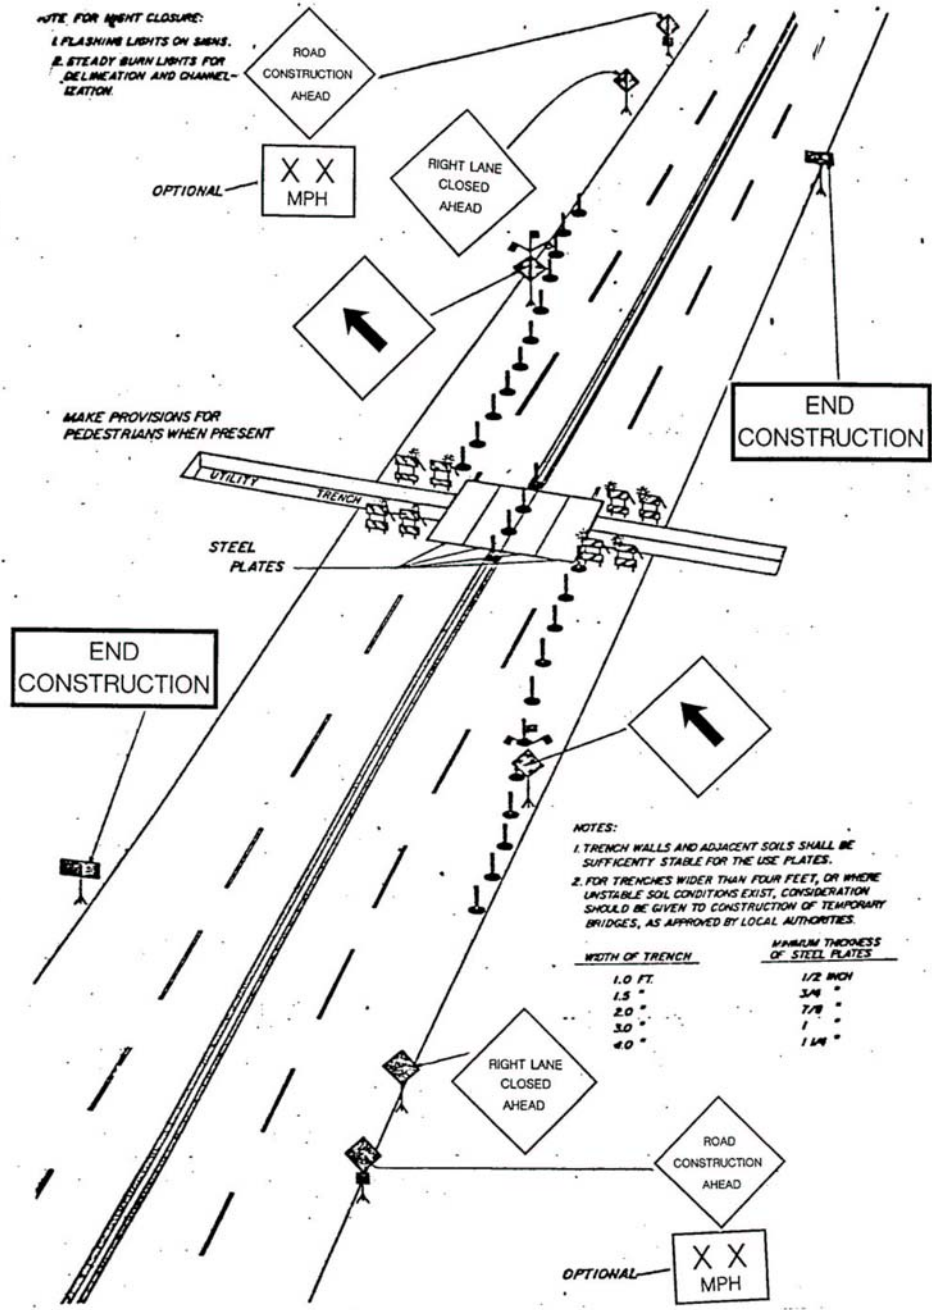 NOTE FOR NIGHT CLOSURE:
1. FLASHING LIGHTS ON SIGNS.
2. STEADY BURN LIGHTS FOR
DELINEATION AND CHANNEL-
IZATION.
ROAD
CONSTRUCTION
AHEAD
OPTIONAL
X X
MPH
RIGHT LANE
CLOSED
AHEAD
END
CONSTRUCTION
MAKE PROVISIONS FOR
PEDESTRIANS WHEN PRESENT
UTILITY TRENCH
STEEL
PLATES
END
CONSTRUCTION
NOTES:
1. TRENCH WALLS AND ADJACENT SOILS SHALL BE
SUFFICENTY STABLE FOR THE USE PLATES.
2. FOR TRENCHES WIDER THAN FOUR FEET, OR WHERE
UNSTABLE SOIL CONDITIONS EXIST, CONSIDERATION
SHOULD BE GIVEN TO CONSTRUCTION OF TEMPORARY
BRIDGES, AS APPROVED BY LOCAL AUTHORITIES.
WIDTH OF TRENCH MINIMUM THICKNESS
OF STEEL PLATES
1.0 FT. 1/2 INCH
1.5 " 3/4 "
2.0 " 7/8 "
3.0 " 1 "
4.0 " 1 1/4 "
RIGHT LANE
CLOSED
AHEAD
ROAD
CONSTRUCTION
AHEAD
OPTIONAL
X X
MPH